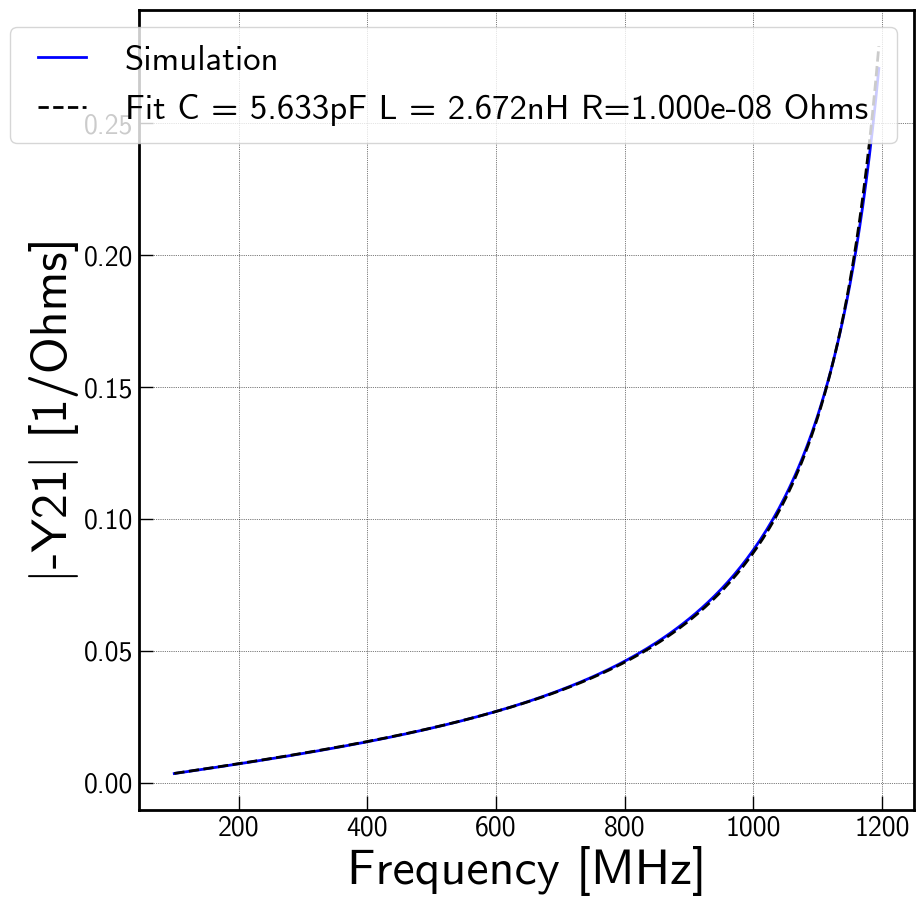 Simulation
Fit C = 5.633pF L = 2.672nH R=1.000e-08 Ohms
0.25
0.20
0.15
0.10
0.05
0.00
|-Y21| [1/Ohms]
200 400 600 800 1000 1200
Frequency [MHz]